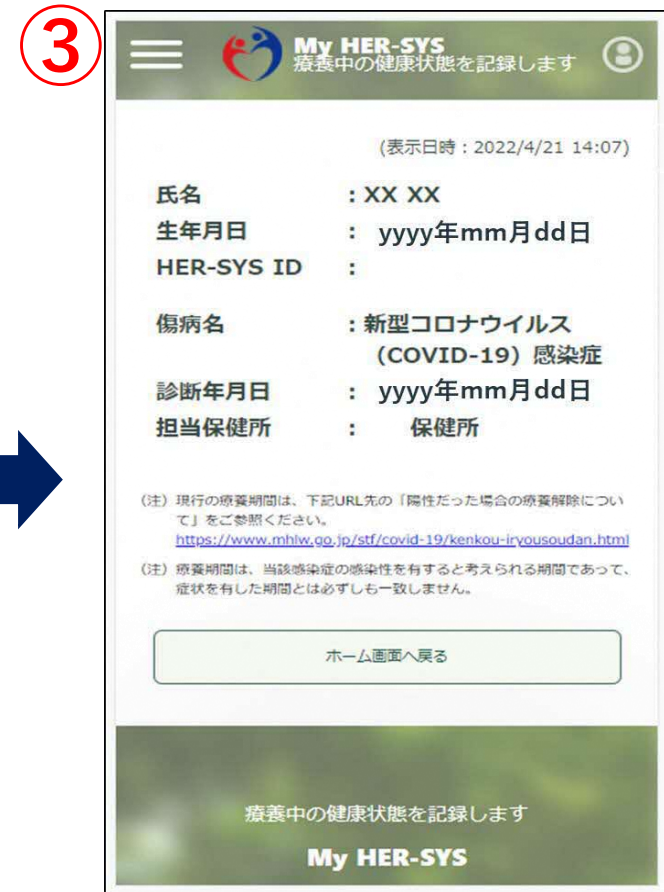 ③
My HER-SYS
療養中の健康状態を記録します
(表示日時：2022/4/21 14:07)
氏名 ：XX XX
生年月日 ： yyyy年mm月dd日
HER-SYS ID ：
傷病名 ：新型コロナウイルス
（COVID-19）感染症
診断年月日 ： yyyy年mm月dd日
担当保健所 ： 保健所
（注）現行の療養期間は、下記URL先の「陽性だった場合の療養解除につい
て」をご参照ください。
https://www.mhlw.go.jp/stf/covid-19/kenkou-iryousoudan.html
（注）療養期間は、当該感染症の感染性を有すると考えられる期間であって、
症状を有した期間とは必ずしも一致しません。
ホーム画面へ戻る
療養中の健康状態を記録します
My HER-SYS